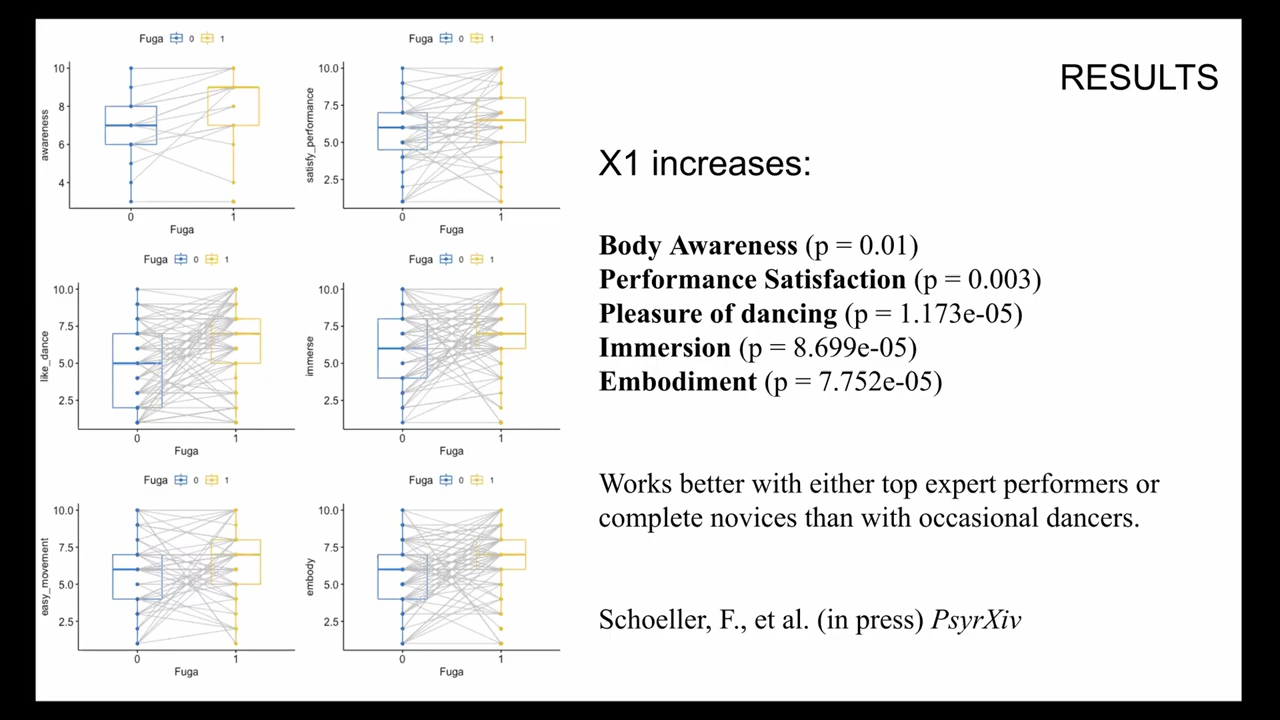 RESULTS
X1 increases:
Body Awareness (p = 0.01)
Performance Satisfaction (p = 0.003)
Pleasure of dancing (p = 1.173e-05)
Immersion (p = 8.699e-05)
Embodiment (p = 7.752e-05)
Works better with either top expert performers or
complete novices than with occasional dancers.
Schoeller, F., et al. (in press) PsyrXiv
Fuga 0 1
awareness
10
8
6
4
0 1
Fuga
Fuga 0 1
satisfy_performance
10.0
7.5
5.0
2.5
0 1
Fuga
Fuga 0 1
like_dance
10.0
7.5
5.0
2.5
0 1
Fuga
Fuga 0 1
immerse
10.0
7.5
5.0
2.5
0 1
Fuga
Fuga 0 1
easy_movement
10.0
7.5
5.0
2.5
0 1
Fuga
Fuga 0 1
embody
10.0
7.5
5.0
2.5
0 1
Fuga